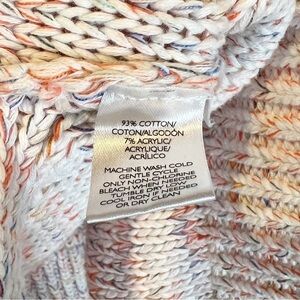 93% COTTON/
COTON/ALGODÓN
7% ACRYLIC/
ACRYLIQUE/
ACRÍLICO
MACHINE WASH COLD
GENTLE CYCLE
ONLY NON-CHLORINE
BLEACH WHEN NEEDED
TUMBLE DRY LOW
COOL IRON IF NEEDED
OR DRY CLEAN